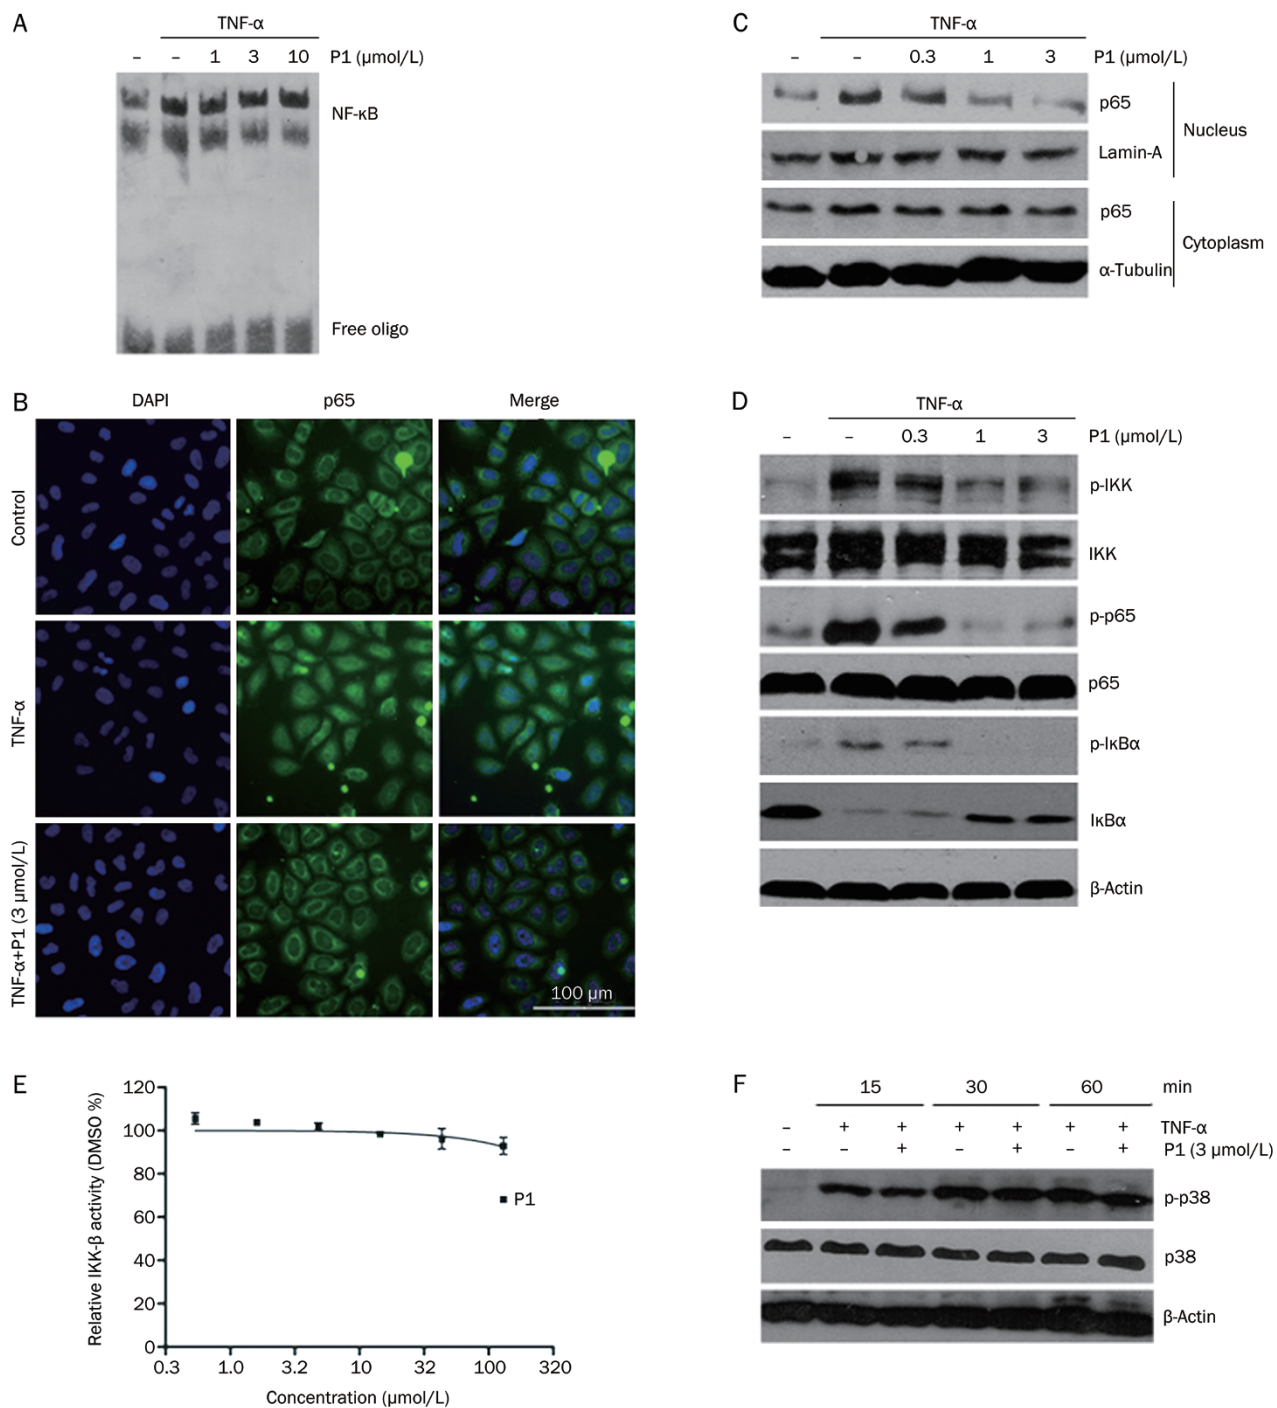 A
TNF-α
– – 1 3 10 P1 (μmol/L)
NF-κB
Free oligo
B
DAPI p65 Merge
Control
TNF-α
TNF-α+P1 (3 μmol/L)
100 μm
C
TNF-α
– – 0.3 1 3 P1 (μmol/L)
p65
Lamin-A
Nucleus
p65
α-Tubulin
Cytoplasm
D
TNF-α
– – 0.3 1 3 P1 (μmol/L)
p-IKK
IKK
p-p65
p65
p-IκBα
IκBα
β-Actin
E
Relative IKK-β activity (DMSO %)
120
100
80
60
40
20
0
P1
0.3 1.0 3.2 10 32 100 320
Concentration (μmol/L)
F
15 30 60 min
– + + + + + + TNF-α
– – + – + – + P1 (3 μmol/L)
p-p38
p38
β-Actin